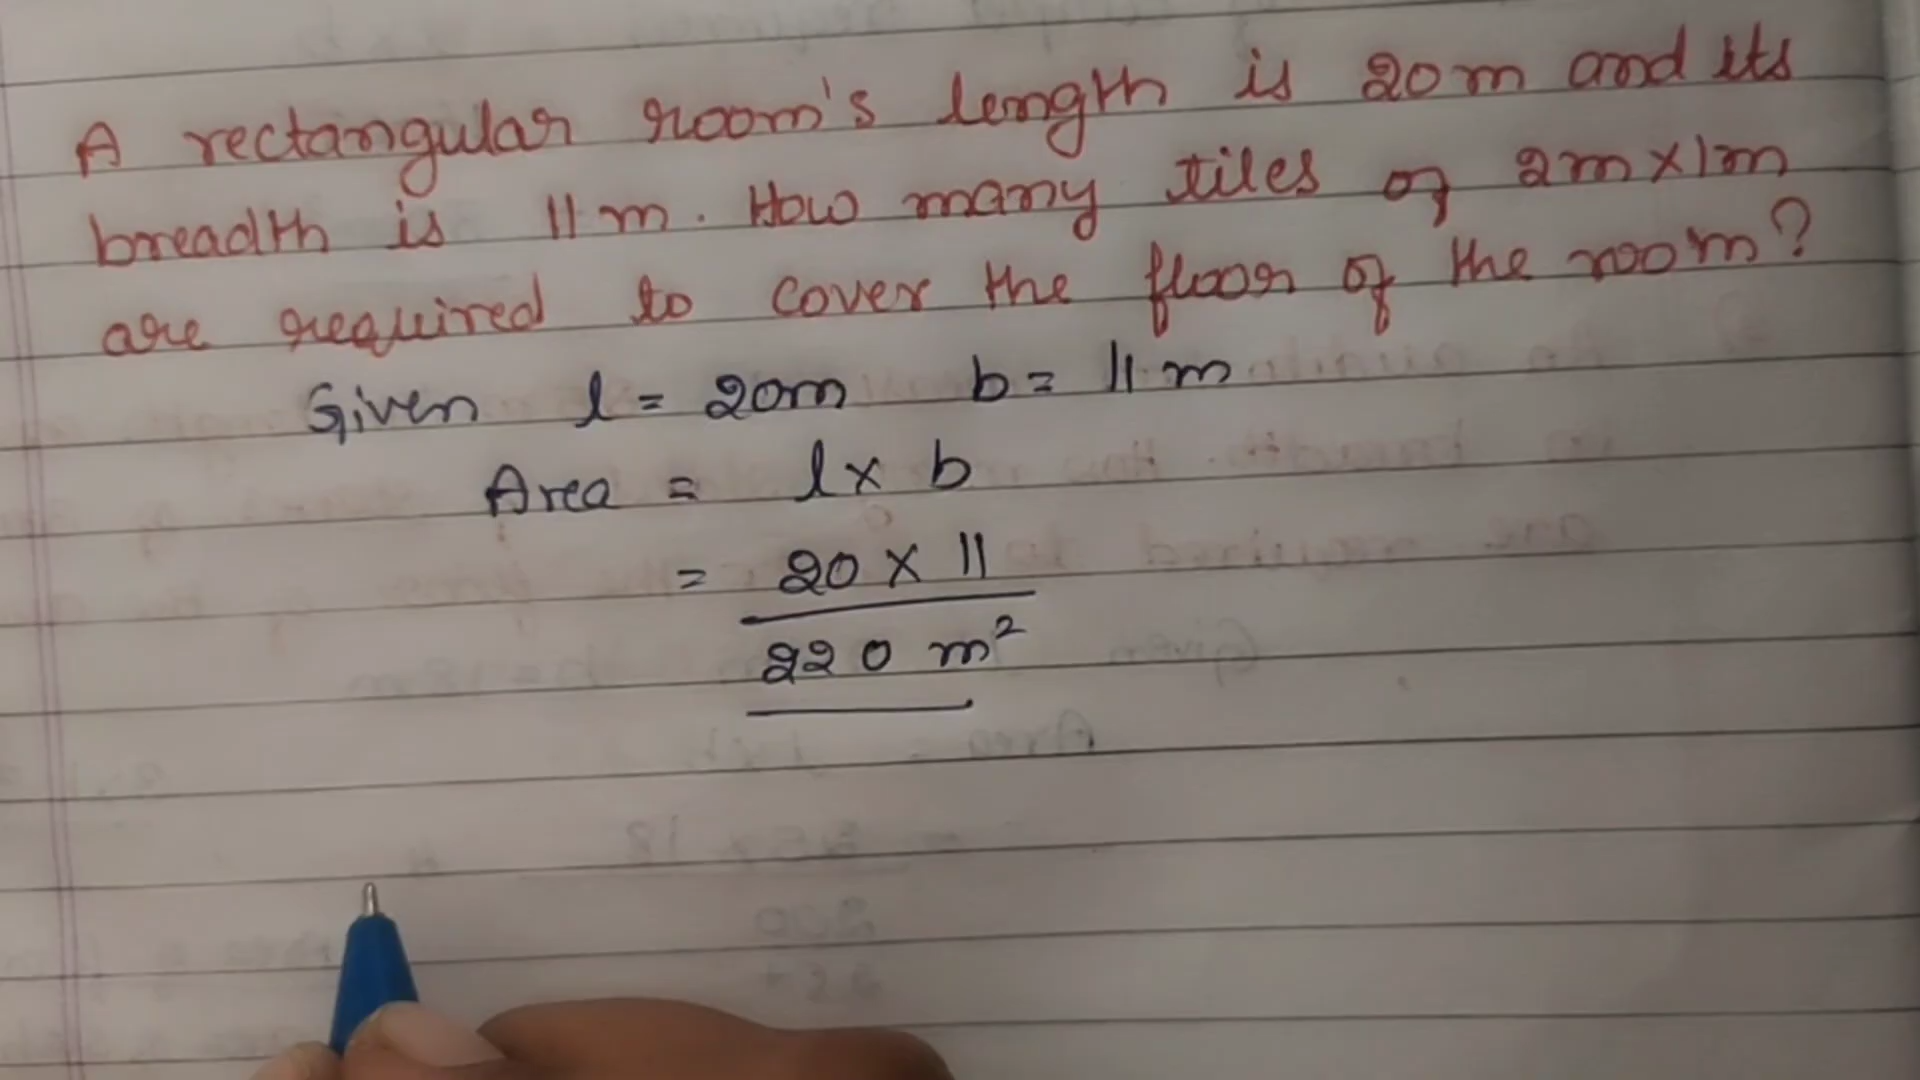 A rectangular room's length is 20m and its
breadth is 11m. How many tiles of 2m×1m
are required to cover the floor of the room?
Given l = 20m b = 11m
Area = l × b
= 20 × 11
220 m²